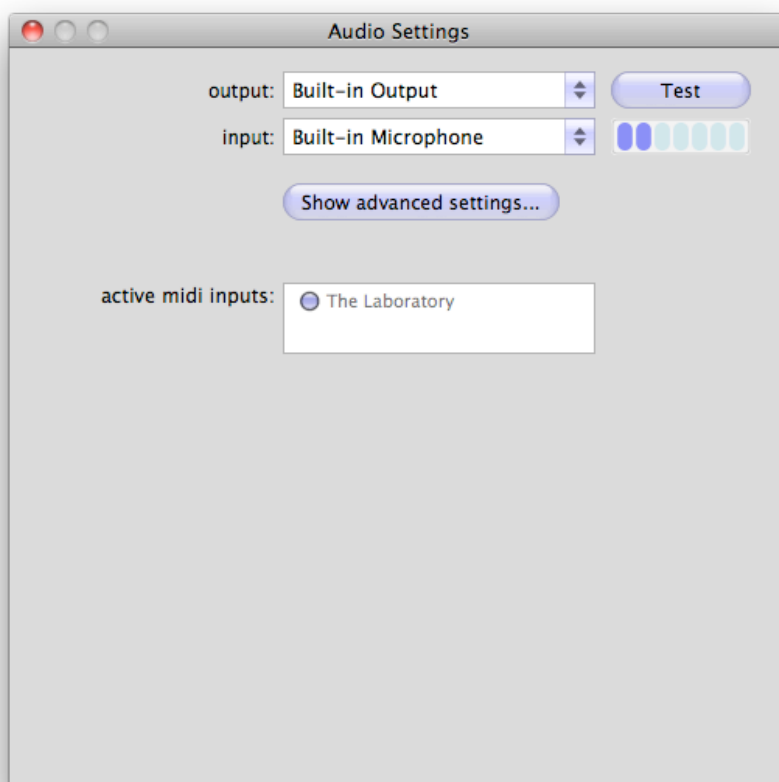 Audio Settings
output: Built-in Output Test
input: Built-in Microphone
Show advanced settings...
active midi inputs: The Laboratory